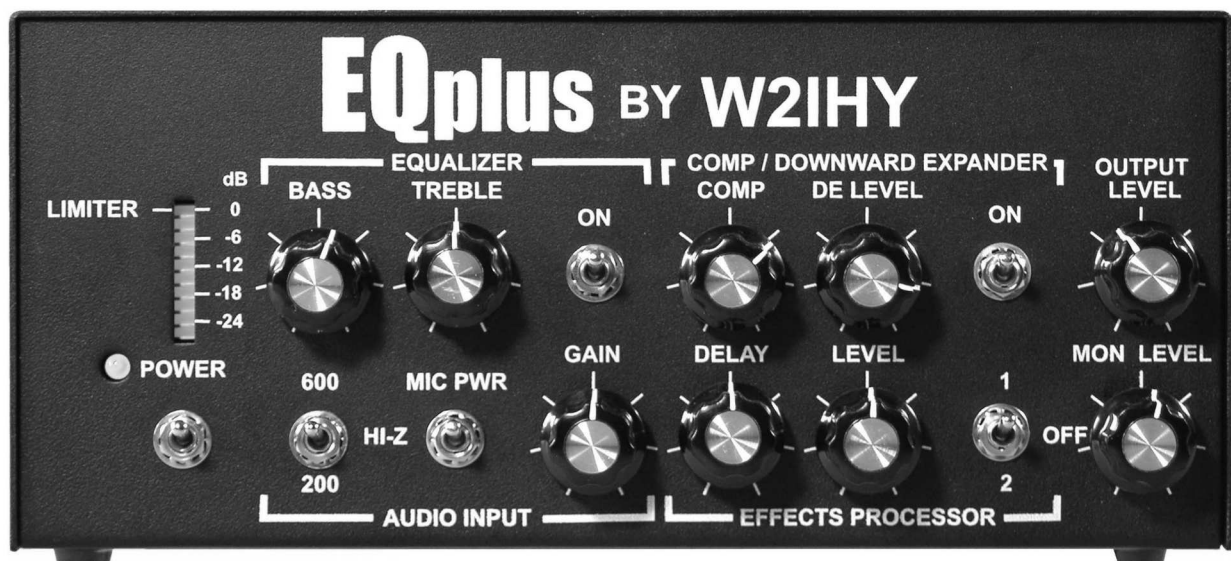 EQplus BY W2IHY
EQUALIZER
COMP / DOWNWARD EXPANDER
dB
BASS
TREBLE
ON
COMP
DE LEVEL
ON
OUTPUT
LEVEL
LIMITER
0
-6
-12
-18
-24
POWER
600
HI-Z
200
MIC PWR
GAIN
DELAY
LEVEL
1
OFF
2
MON LEVEL
AUDIO INPUT
EFFECTS PROCESSOR